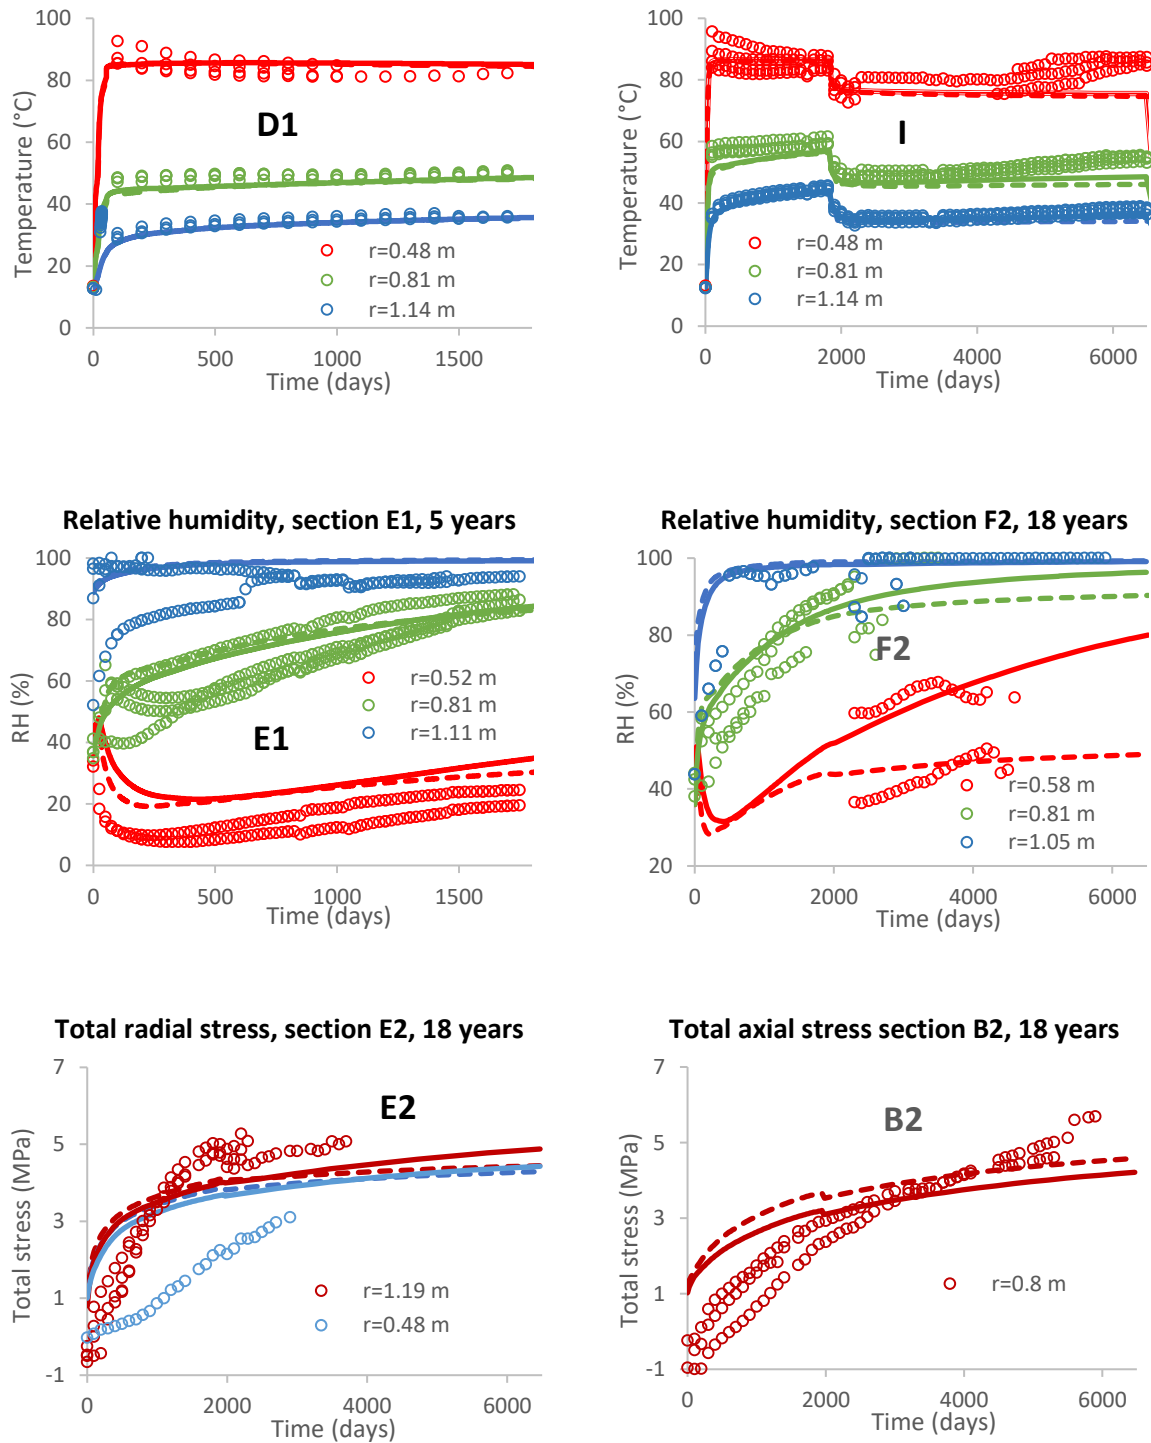 100
80
60
40
20
0
Temperature (°C)
D1
r=0.48 m
r=0.81 m
r=1.14 m
0
500
1000
1500
Time (days)
100
80
60
40
20
0
Temperature (°C)
I
r=0.48 m
r=0.81 m
r=1.14 m
0
2000
4000
6000
Time (days)
Relative humidity, section E1, 5 years
100
80
60
40
20
0
RH (%)
r=0.52 m
r=0.81 m
r=1.11 m
E1
0
500
1000
1500
Time (days)
Relative humidity, section F2, 18 years
100
80
60
40
20
RH (%)
F2
r=0.58 m
r=0.81 m
r=1.05 m
0
2000
4000
6000
Time (days)
Total radial stress, section E2, 18 years
7
5
3
1
-1
Total stress (MPa)
E2
r=1.19 m
r=0.48 m
0
2000
4000
6000
Time (days)
Total axial stress section B2, 18 years
7
5
3
1
-1
Total stress (MPa)
B2
r=0.8 m
0
2000
4000
6000
Time (days)